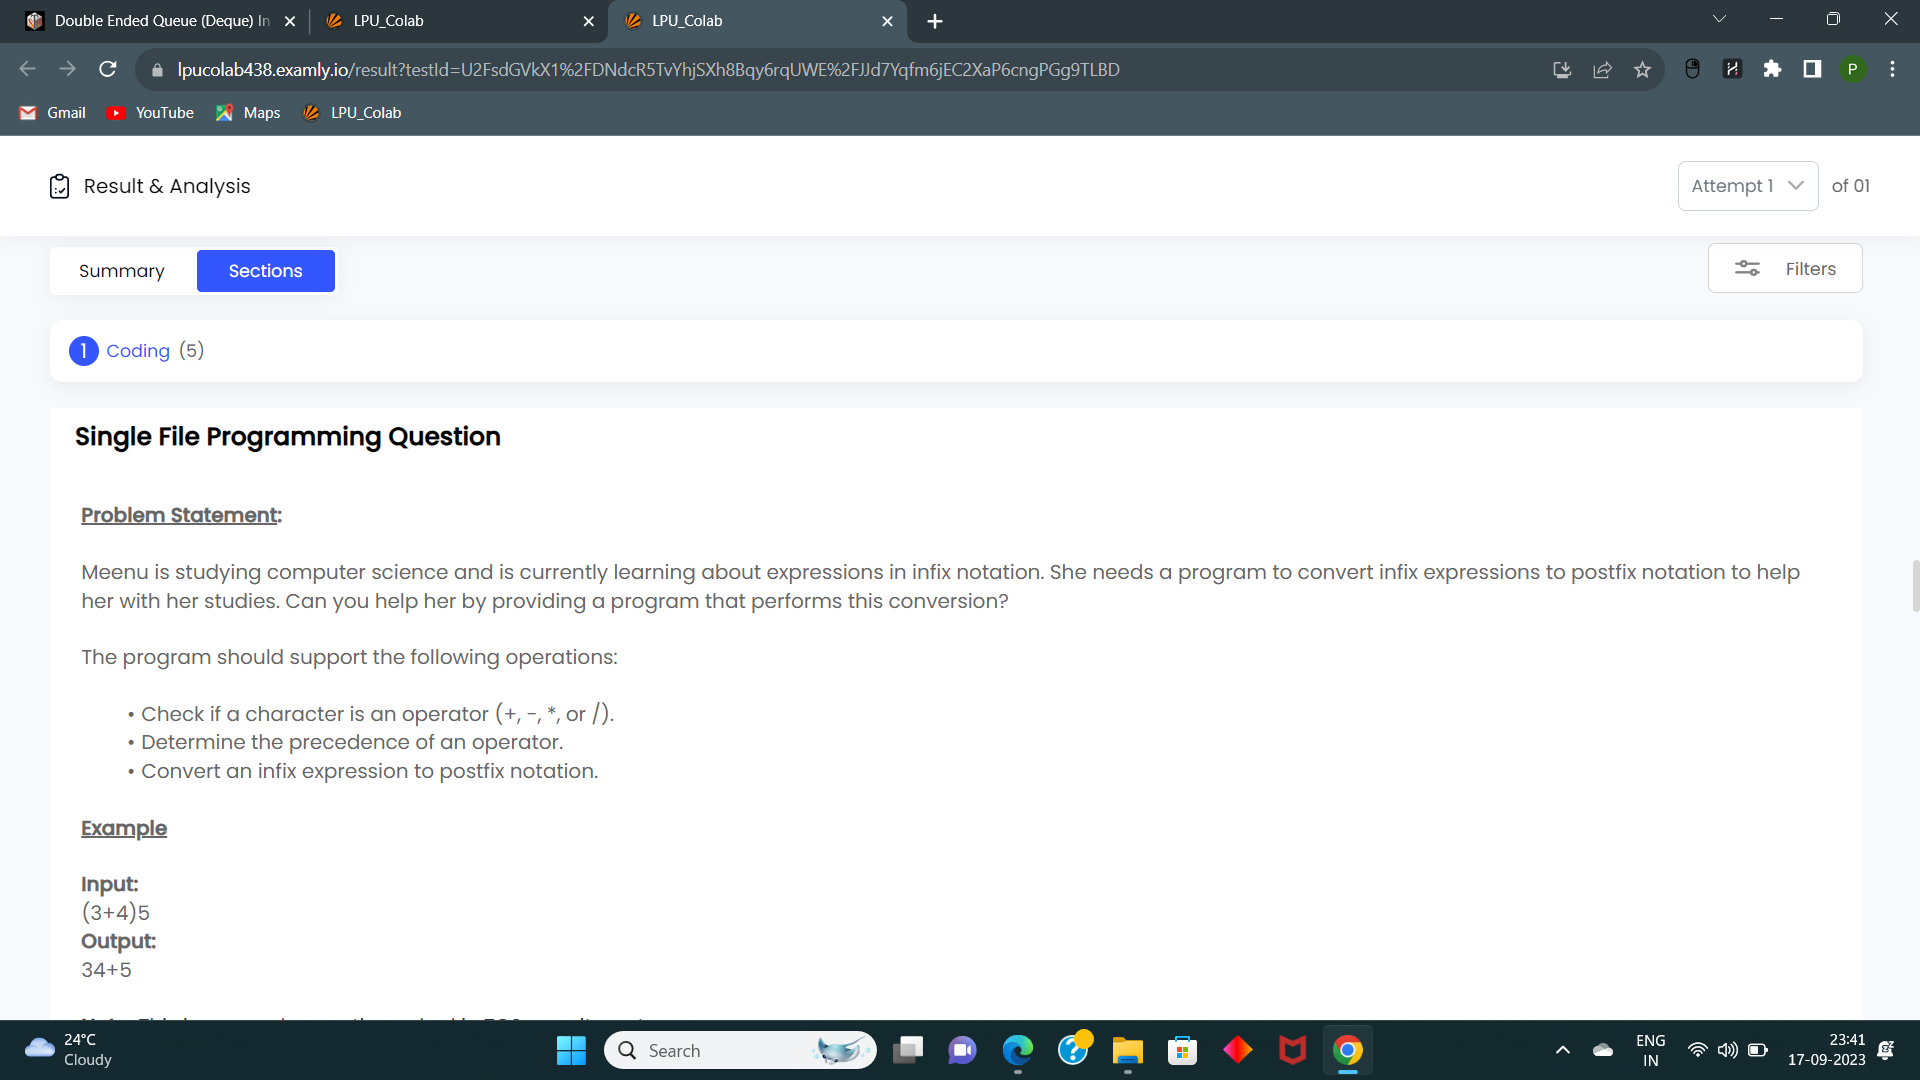 Double Ended Queue (Deque) In
LPU_Colab
LPU_Colab
lpucolab438.examly.io/result?testId=U2FsdGVkX1%2FDNdcR5TvYhjSXh8Bqy6rqUWE%2FJJd7Yqfm6jEC2XaP6cngPGg9TLBD
P
Gmail
YouTube
Maps
LPU_Colab
Result & Analysis
Attempt 1
of 01
Summary
Sections
Filters
1 Coding (5)
Single File Programming Question
Problem Statement:
Meenu is studying computer science and is currently learning about expressions in infix notation. She needs a program to convert infix expressions to postfix notation to help
her with her studies. Can you help her by providing a program that performs this conversion?
The program should support the following operations:
• Check if a character is an operator (+, -, *, or /).
• Determine the precedence of an operator.
• Convert an infix expression to postfix notation.
Example
Input:
(3+4)5
Output:
34+5
24°C
Cloudy
Search
ENG
IN
23:41
17-09-2023